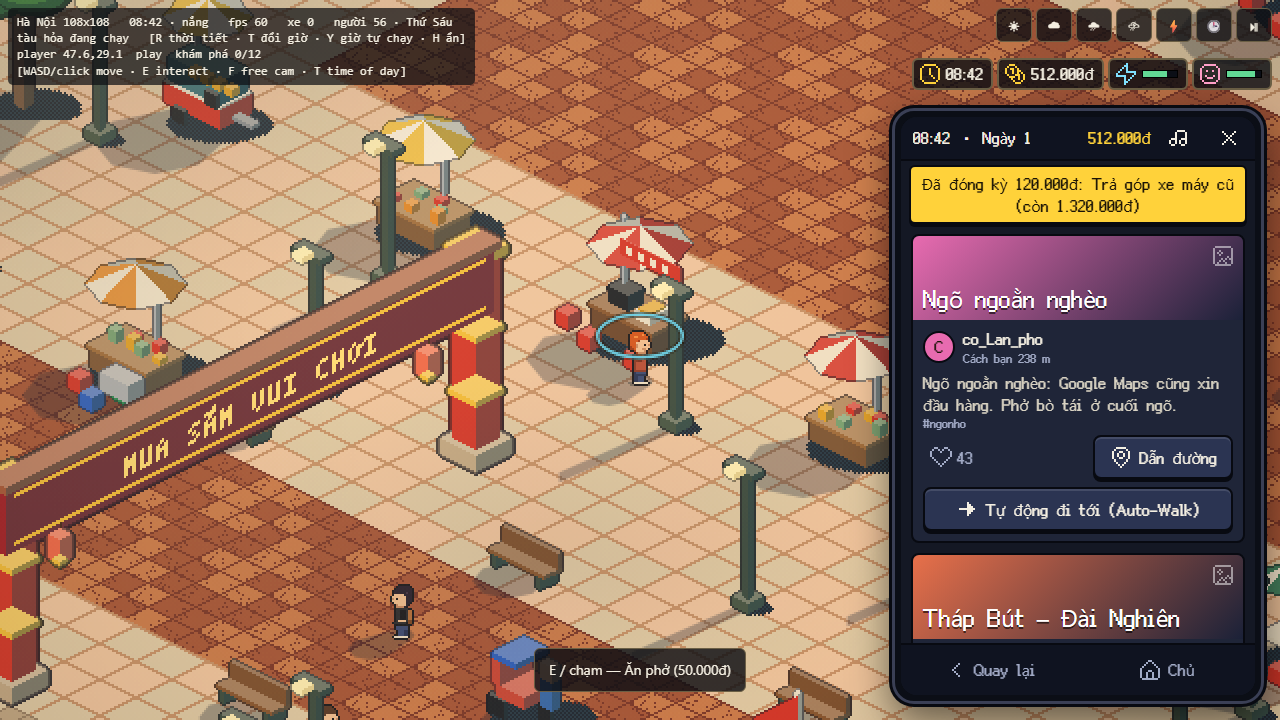 Hà Nội 108x108   08:42 · nắng   fps 60   xe 0   người 56 · Thứ Sáu
tàu hỏa đang chạy   [R thời tiết · T đổi giờ · Y giờ tự chạy · H ẩn]
player 47.6,29.1  play  khám phá 0/12
[WASD/click move · E interact · F free cam · T time of day]
08:42
512.000đ
08:42 · Ngày 1
512.000đ
Đã đóng kỳ 120.000đ: Trả góp xe máy cũ
(còn 1.320.000đ)
Ngõ ngoằn nghèo
C
co_Lan_pho
Cách bạn 238 m
Ngõ ngoằn nghèo: Google Maps cũng xin
đầu hàng. Phở bò tái ở cuối ngõ.
#ngonho
43
Dẫn đường
Tự động đi tới (Auto-Walk)
Tháp Bút – Đài Nghiên
Quay lại
Chủ
MUA SẮM VUI CHƠI
E / chạm — Ăn phở (50.000đ)